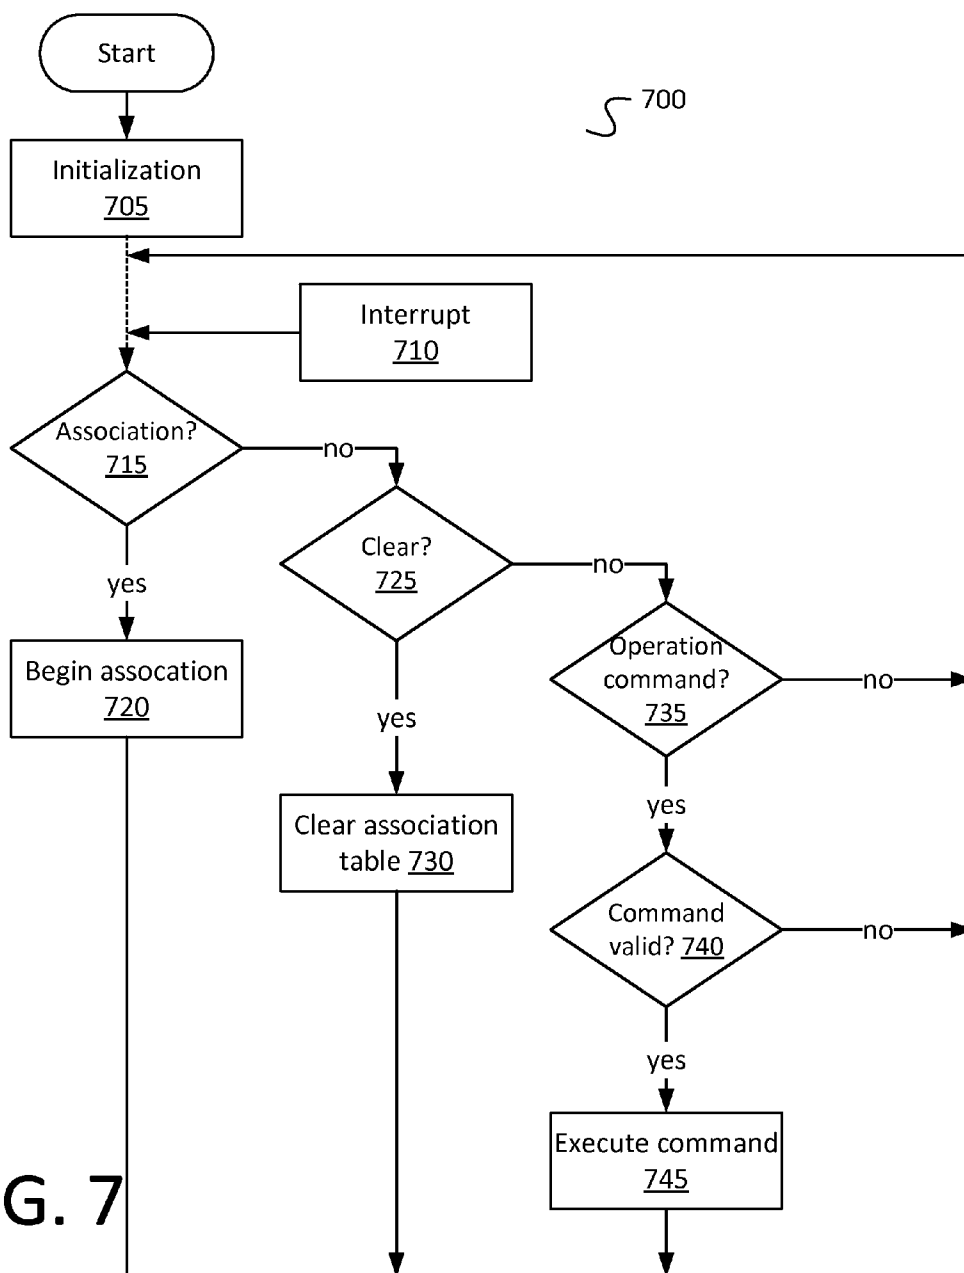 Start
700
Initialization
705
Interrupt
710
Association?
715
no
Clear?
725
no
yes
Operation
command?
735
no
Begin assocation
720
yes
yes
Clear association
table 730
Command
valid? 740
no
yes
Execute command
745
G. 7